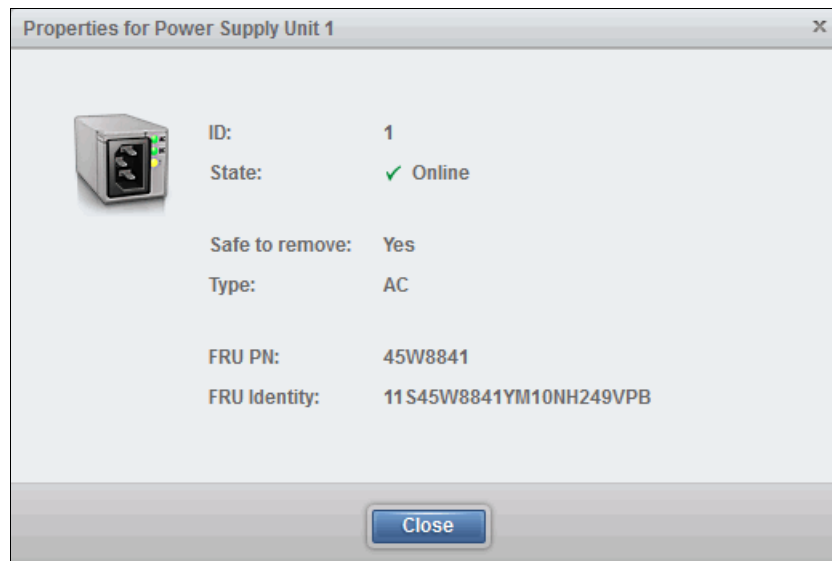 Properties for Power Supply Unit 1 x
ID: 1
State: ✓ Online
Safe to remove: Yes
Type: AC
FRU PN: 45W8841
FRU Identity: 11S45W8841YM10NH249VPB
Close